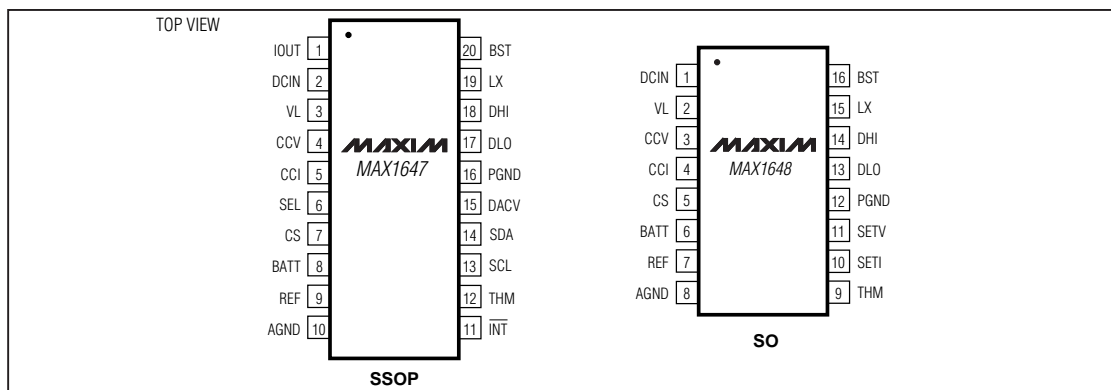 TOP VIEW
IOUT 1
DCIN 2
VL 3
CCV 4
CCI 5
SEL 6
CS 7
BATT 8
REF 9
AGND 10
MAXIM
MAX1647
20 BST
19 LX
18 DHI
17 DLO
16 PGND
15 DACV
14 SDA
13 SCL
12 THM
11 I̅N̅T̅
SSOP
DCIN 1
VL 2
CCV 3
CCI 4
CS 5
BATT 6
REF 7
AGND 8
MAXIM
MAX1648
16 BST
15 LX
14 DHI
13 DLO
12 PGND
11 SETV
10 SETI
9 THM
SO